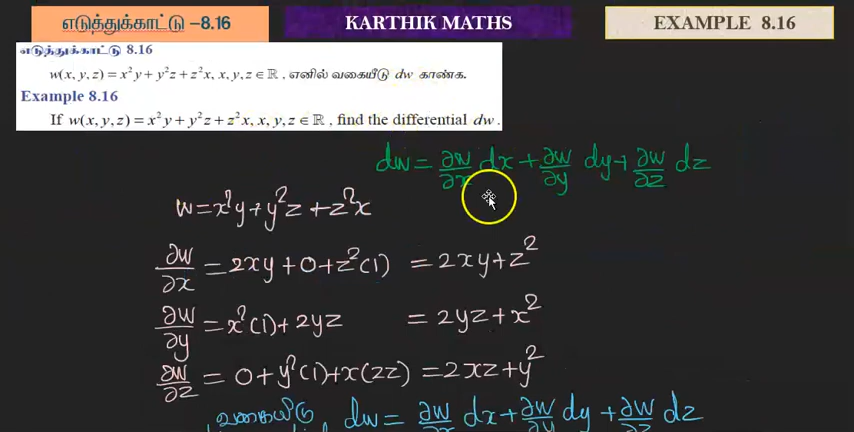 எடுத்துக்காட்டு –8.16 KARTHIK MATHS EXAMPLE 8.16
எடுத்துக்காட்டு 8.16
w(x, y, z) = x²y + y²z + z²x, x, y, z ∈ ℝ, எனில் வகையீடு dw காண்க.
Example 8.16
If w(x, y, z) = x²y + y²z + z²x, x, y, z ∈ ℝ, find the differential dw.
dw = ∂w/∂x dx + ∂w/∂y dy + ∂w/∂z dz
w = x²y + y²z + z²x
∂w/∂x = 2xy + 0 + z²(1) = 2xy + z²
∂w/∂y = x²(1) + 2yz = 2yz + x²
∂w/∂z = 0 + y²(1) + x(2z) = 2xz + y²
வகையீடு dw = ∂w/∂x dx + ∂w/∂y dy + ∂w/∂z dz